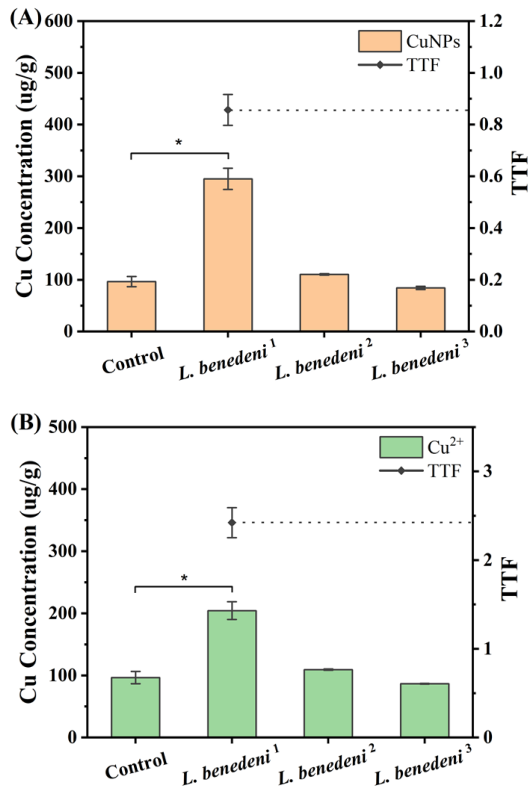 (A)
600
500
400
300
200
100
0
Cu Concentration (ug/g)
CuNPs
TTF
*
1.2
1.0
0.8
0.6
0.4
0.2
0.0
TTF
Control
L. benedeni 1
L. benedeni 2
L. benedeni 3
(B)
500
400
350
300
200
100
0
Cu Concentration (ug/g)
Cu2+
TTF
*
3
2
1
0
TTF
Control
L. benedeni 1
L. benedeni 2
L. benedeni 3